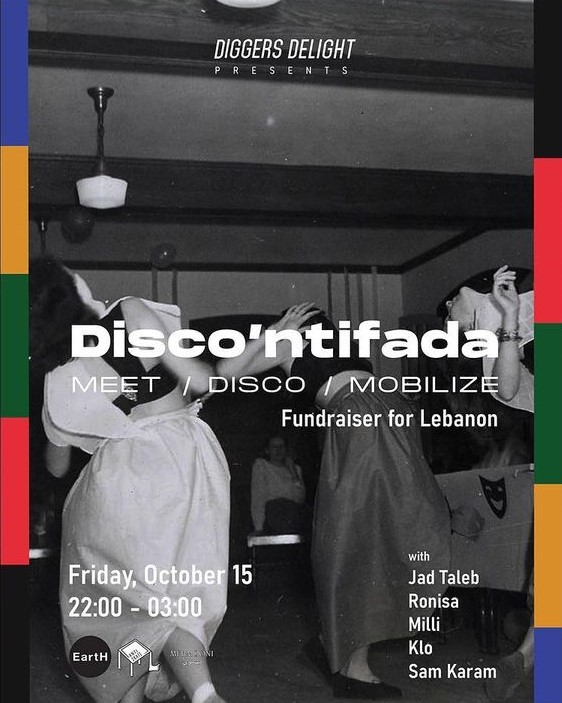 DIGGERS DELIGHT
PRESENTS
Disco'ntifada
MEET / DISCO / MOBILIZE
Fundraiser for Lebanon
Friday, October 15
22:00 - 03:00
with
Jad Taleb
Ronisa
Milli
Klo
Sam Karam
EartH